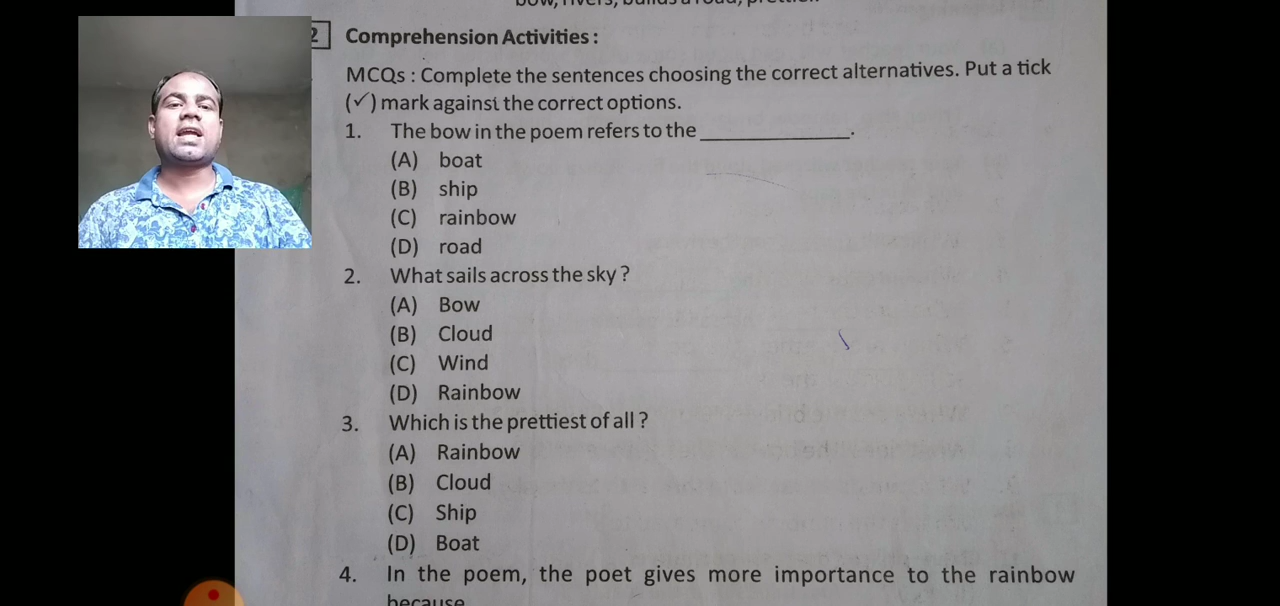 2 Comprehension Activities :
MCQs : Complete the sentences choosing the correct alternatives. Put a tick
(✓) mark against the correct options.
1. The bow in the poem refers to the ____________.
(A) boat
(B) ship
(C) rainbow
(D) road
2. What sails across the sky ?
(A) Bow
(B) Cloud
(C) Wind
(D) Rainbow
3. Which is the prettiest of all ?
(A) Rainbow
(B) Cloud
(C) Ship
(D) Boat
4. In the poem, the poet gives more importance to the rainbow
because